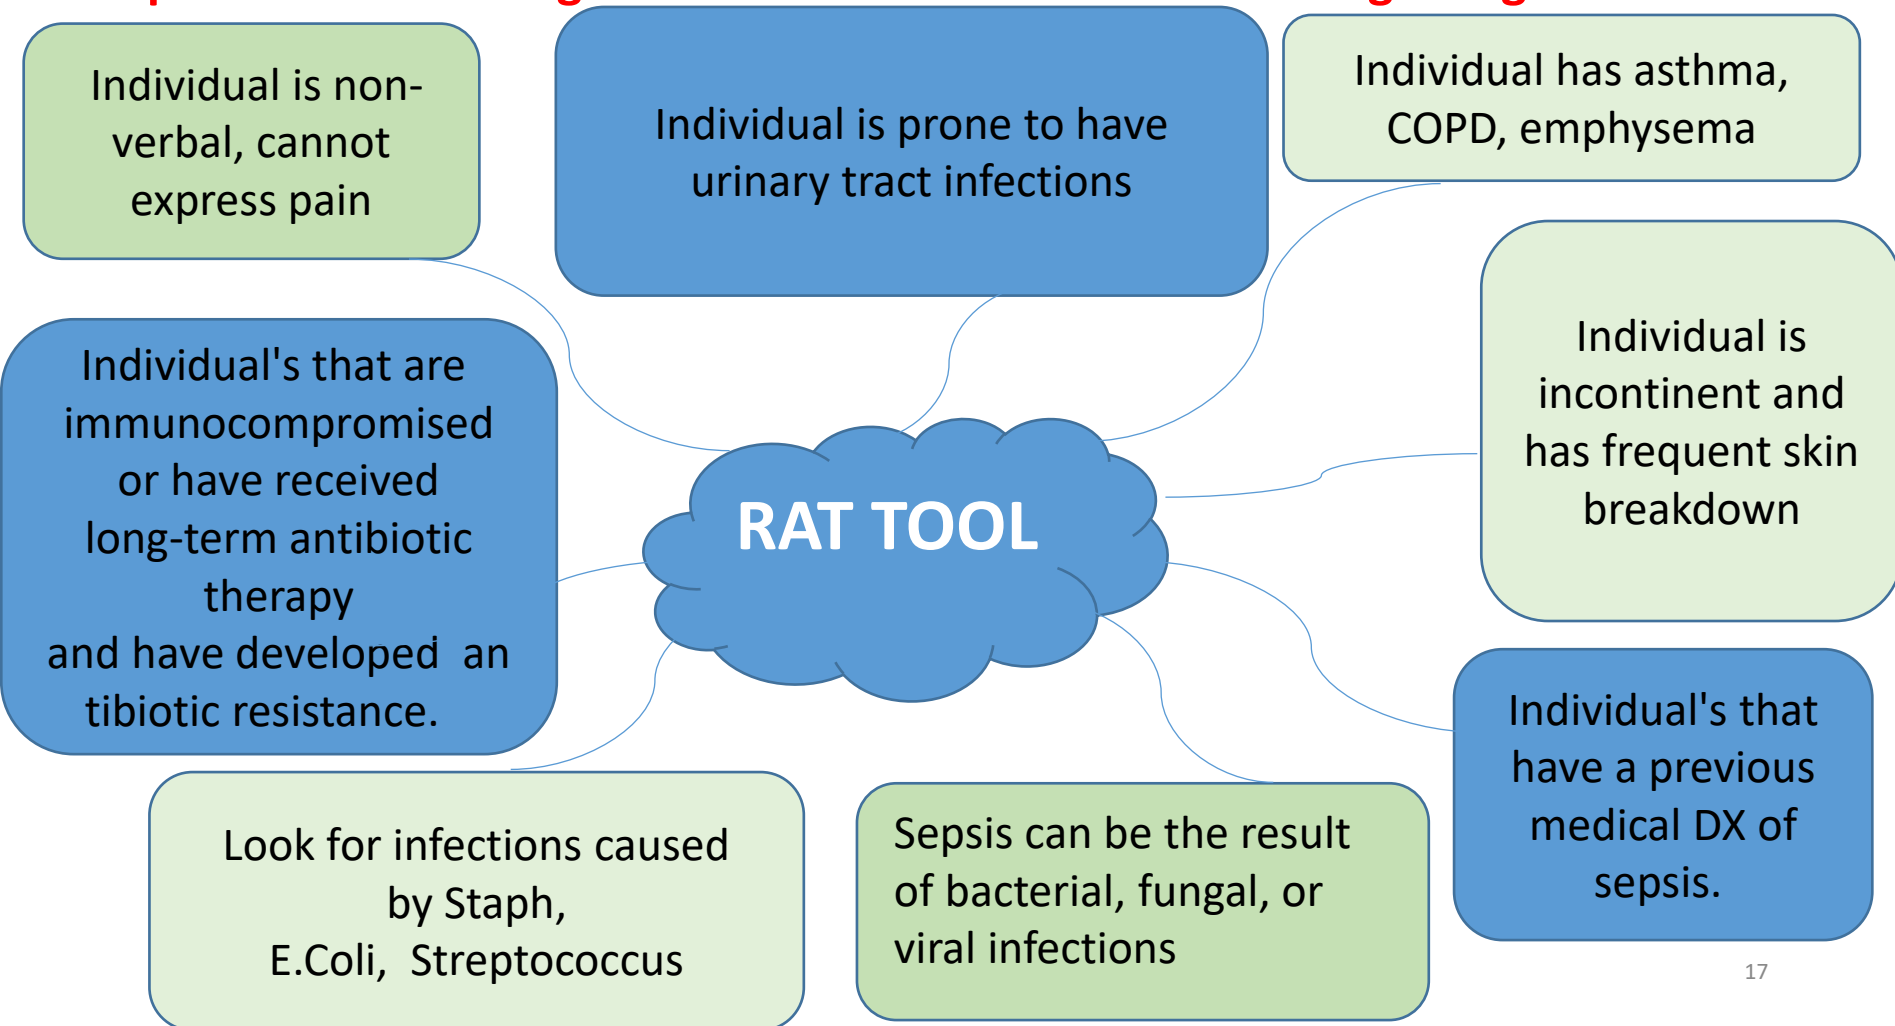 Individual is non-
verbal, cannot
express pain
Individual is prone to have
urinary tract infections
Individual has asthma,
COPD, emphysema
Individual's that are
immunocompromised
or have received
long-term antibiotic
therapy
and have developed  an
tibiotic resistance.
RAT TOOL
Individual is
incontinent and
has frequent skin
breakdown
Individual's that
have a previous
medical DX of
sepsis.
Look for infections caused
by Staph,
E.Coli,  Streptococcus
Sepsis can be the result
of bacterial, fungal, or
viral infections
17